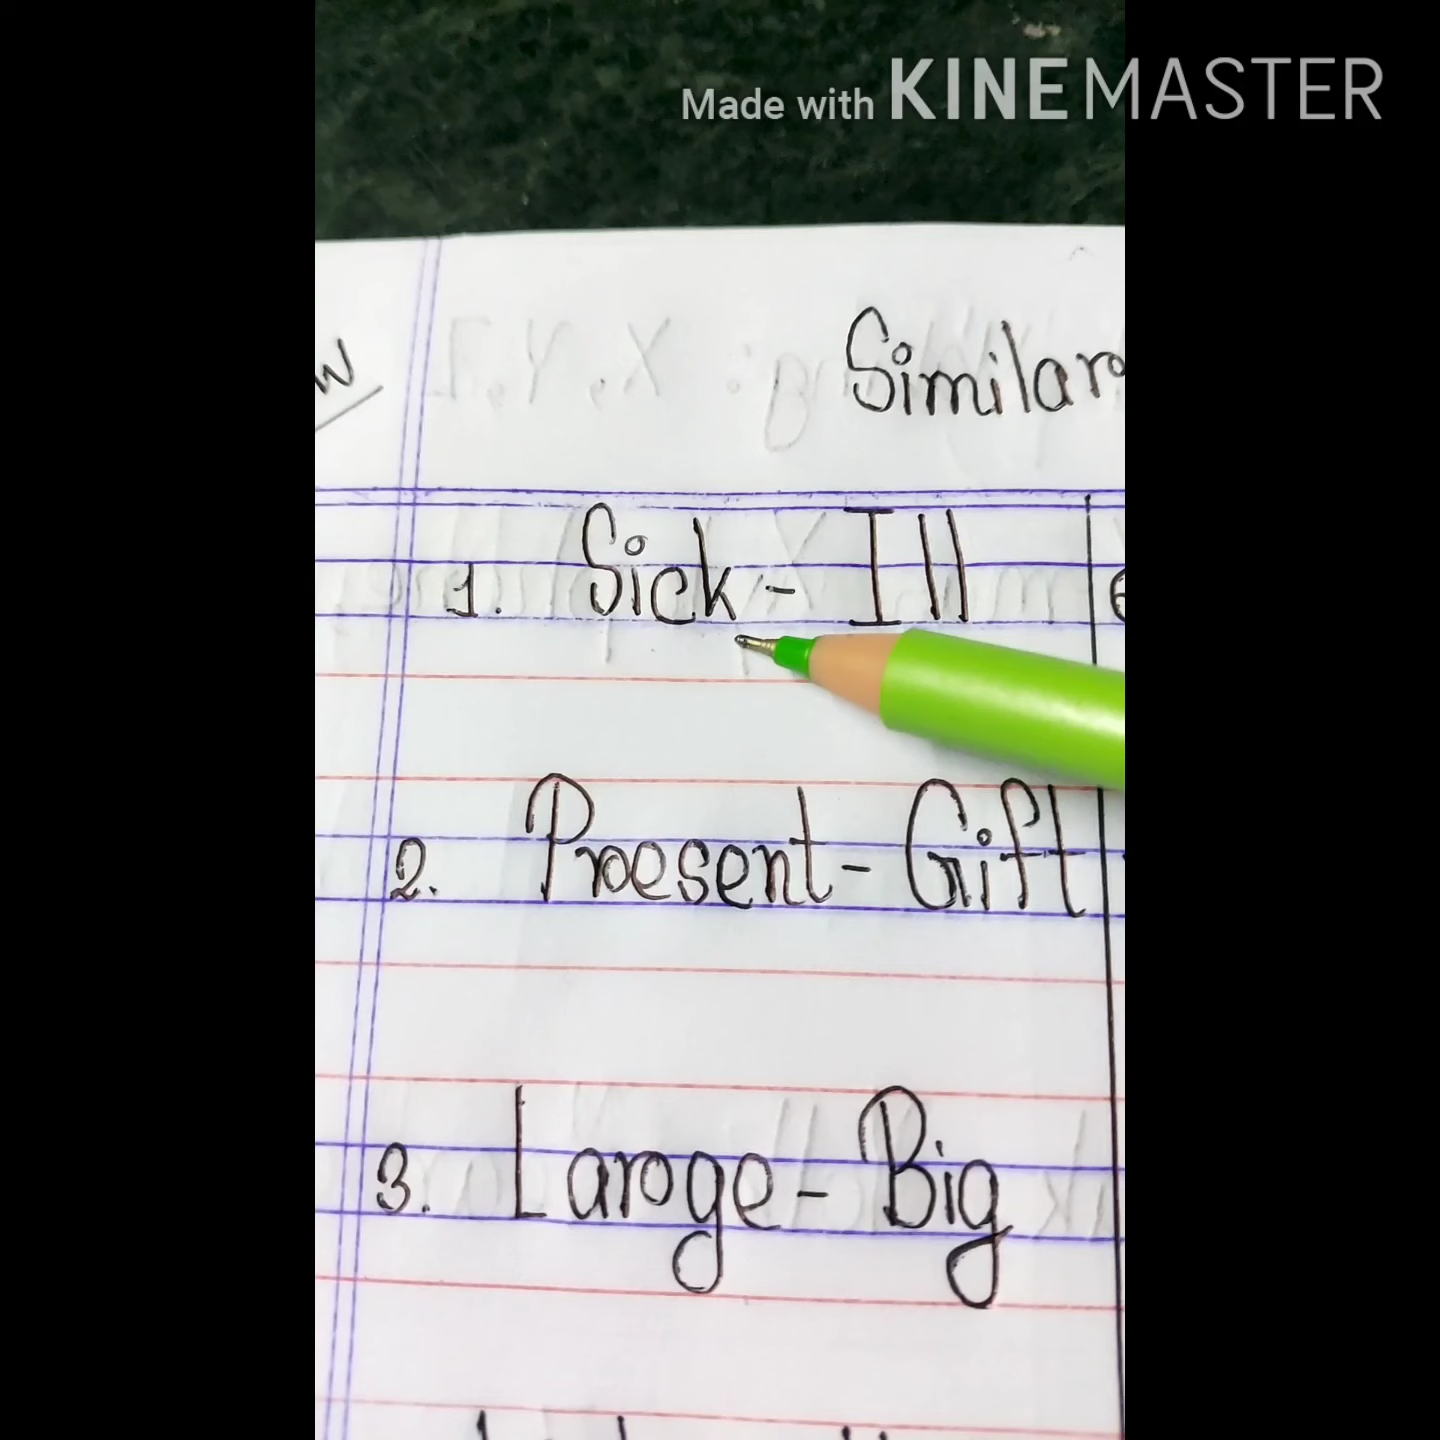 Made with KINEMASTER
W
Similar
1. Sick - Ill
2. Present - Gift
3. Large - Big